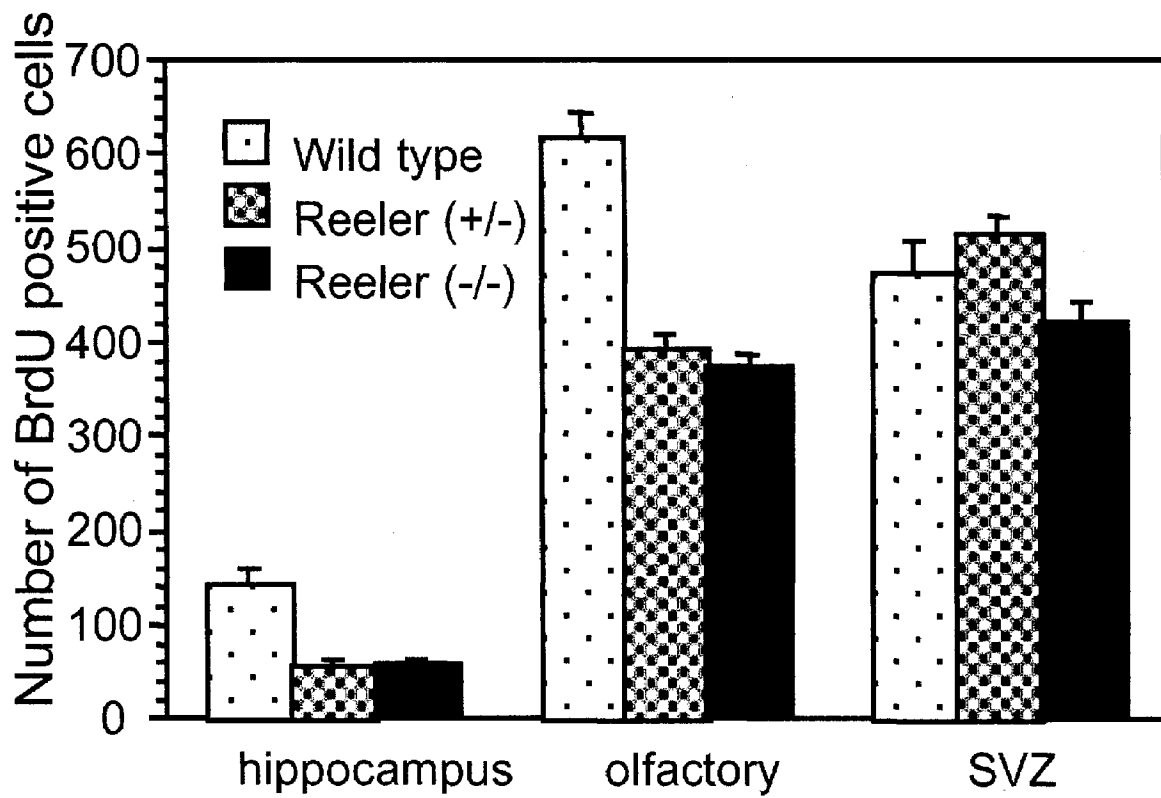 Number of BrdU positive cells
700
600
500
400
300
200
100
0
Wild type
Reeler (+/-)
Reeler (-/-)
hippocampus
olfactory
SVZ